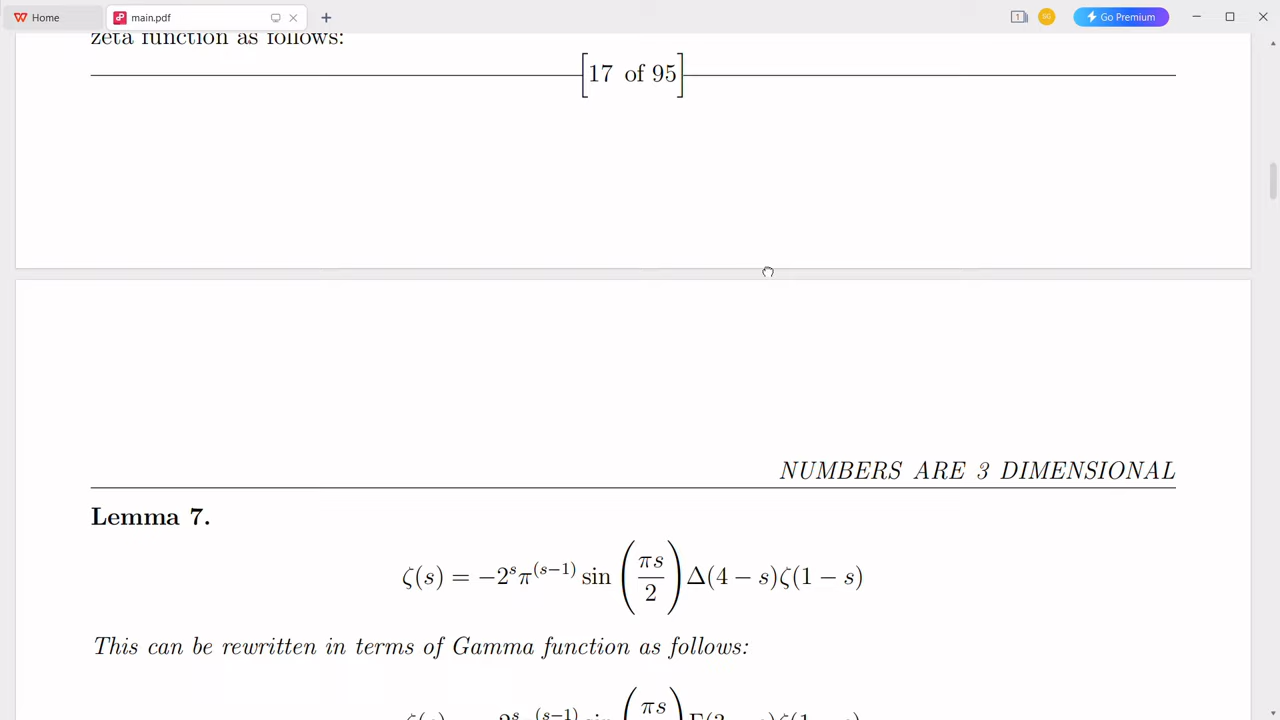 Home
main.pdf
1
Go Premium
zeta function as follows:
[17 of 95]
NUMBERS ARE 3 DIMENSIONAL
Lemma 7.
ζ(s) = −2^s π^(s−1) sin(πs/2) Δ(4 − s)ζ(1 − s)
This can be rewritten in terms of Gamma function as follows: